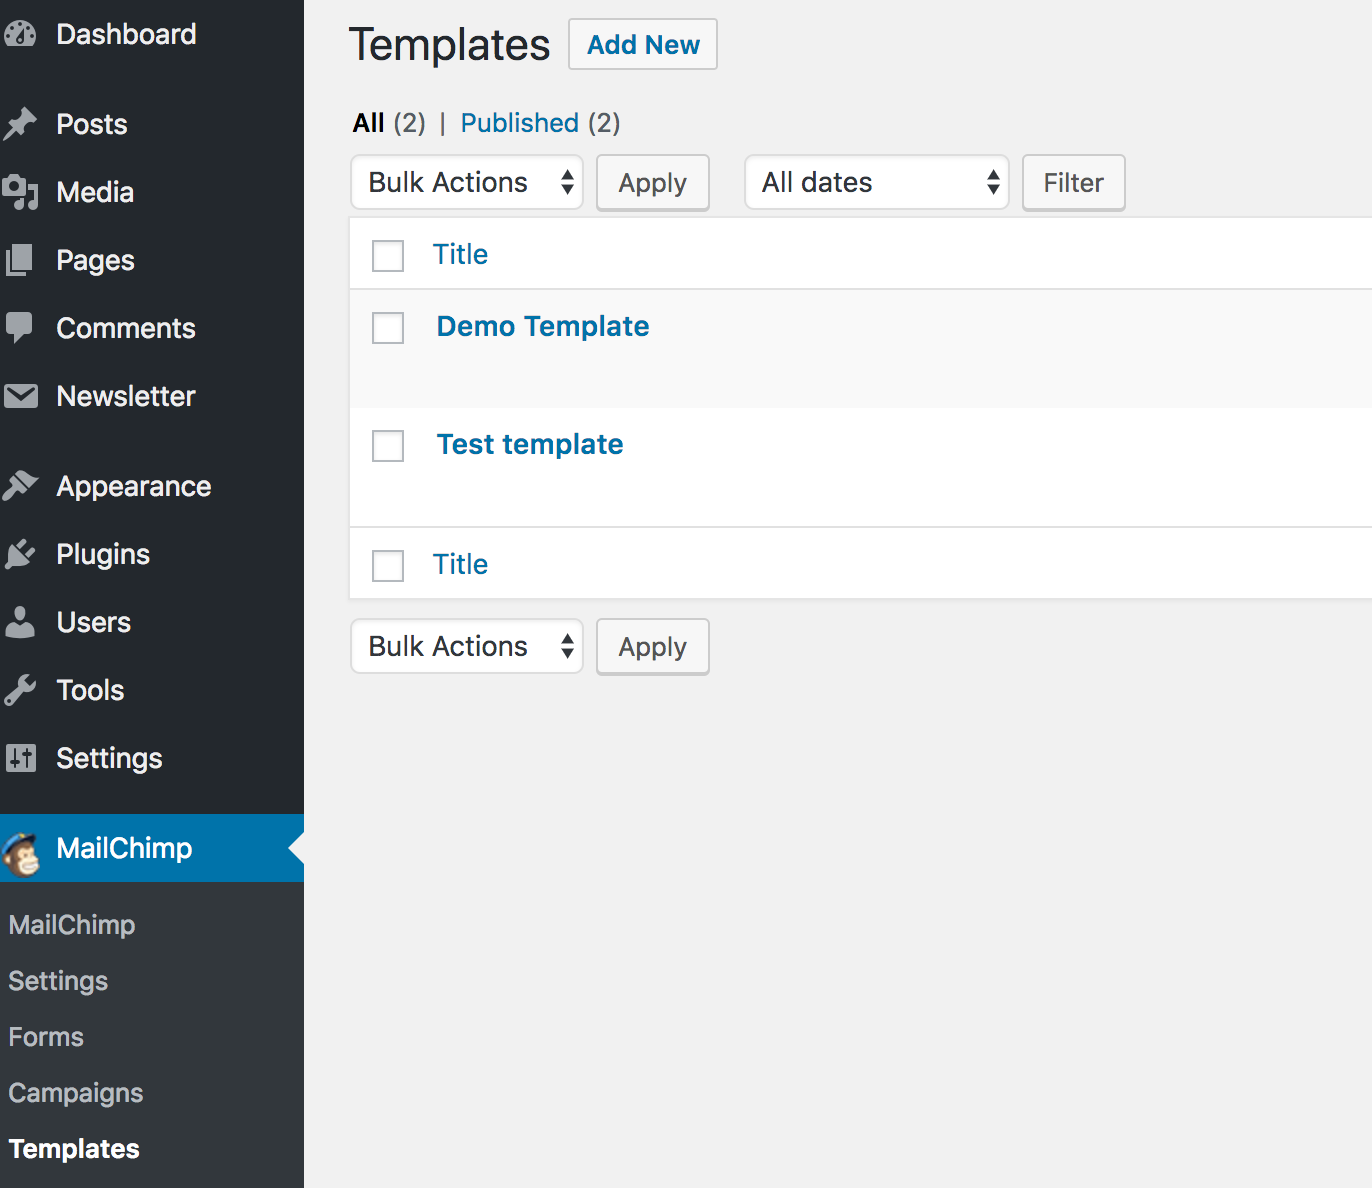 Dashboard
Posts
Media
Pages
Comments
Newsletter
Appearance
Plugins
Users
Tools
Settings
MailChimp
MailChimp
Settings
Forms
Campaigns
Templates
Templates Add New
All (2) | Published (2)
Bulk Actions Apply All dates Filter
Title
Demo Template
Test template
Title
Bulk Actions Apply